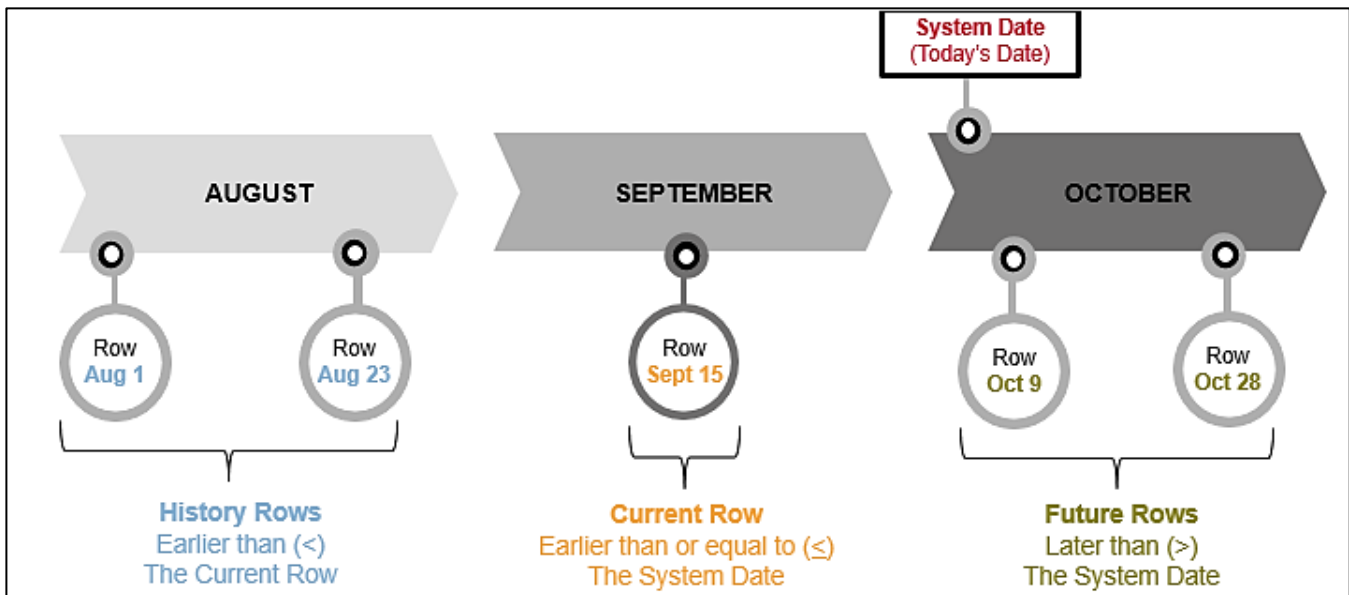 System Date
(Today's Date)
AUGUST
SEPTEMBER
OCTOBER
Row
Aug 1
Row
Aug 23
Row
Sept 15
Row
Oct 9
Row
Oct 28
History Rows
Earlier than (<)
The Current Row
Current Row
Earlier than or equal to (≤)
The System Date
Future Rows
Later than (>)
The System Date